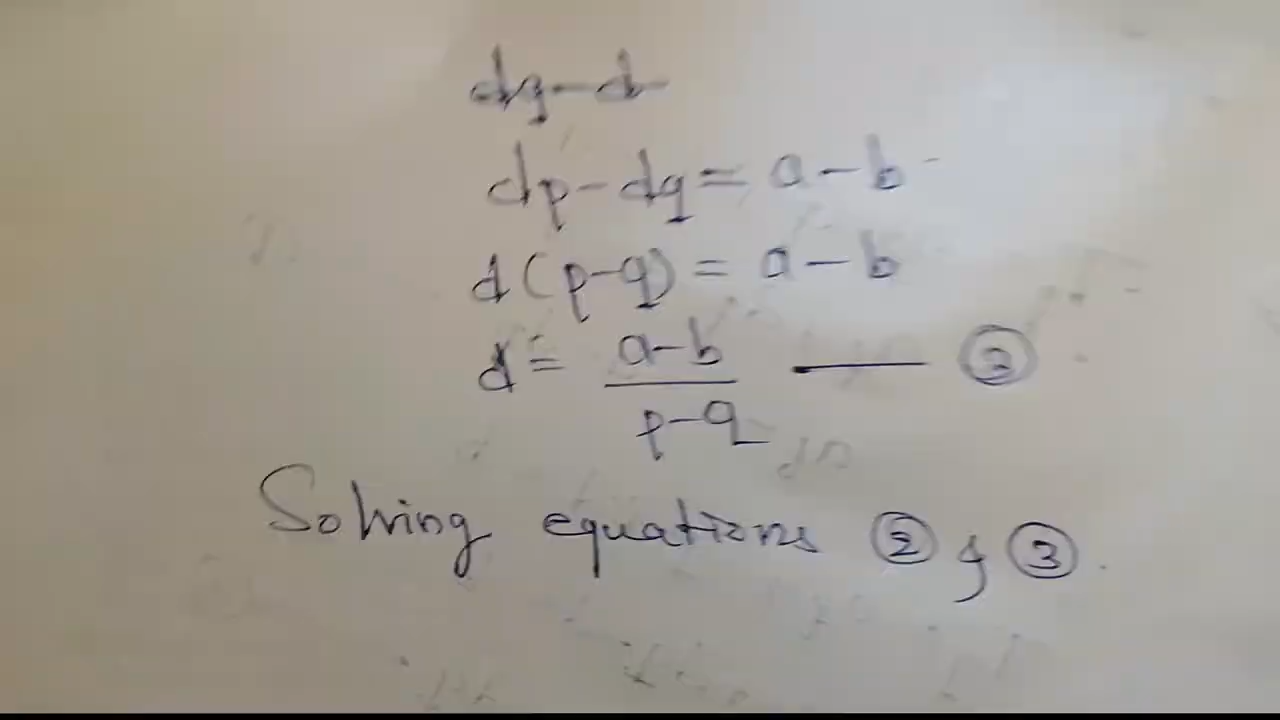 dq-d-
dp-dq = a-b
d(p-q) = a-b
d = a-b —— ②
p-q
Solving equations ② & ③.